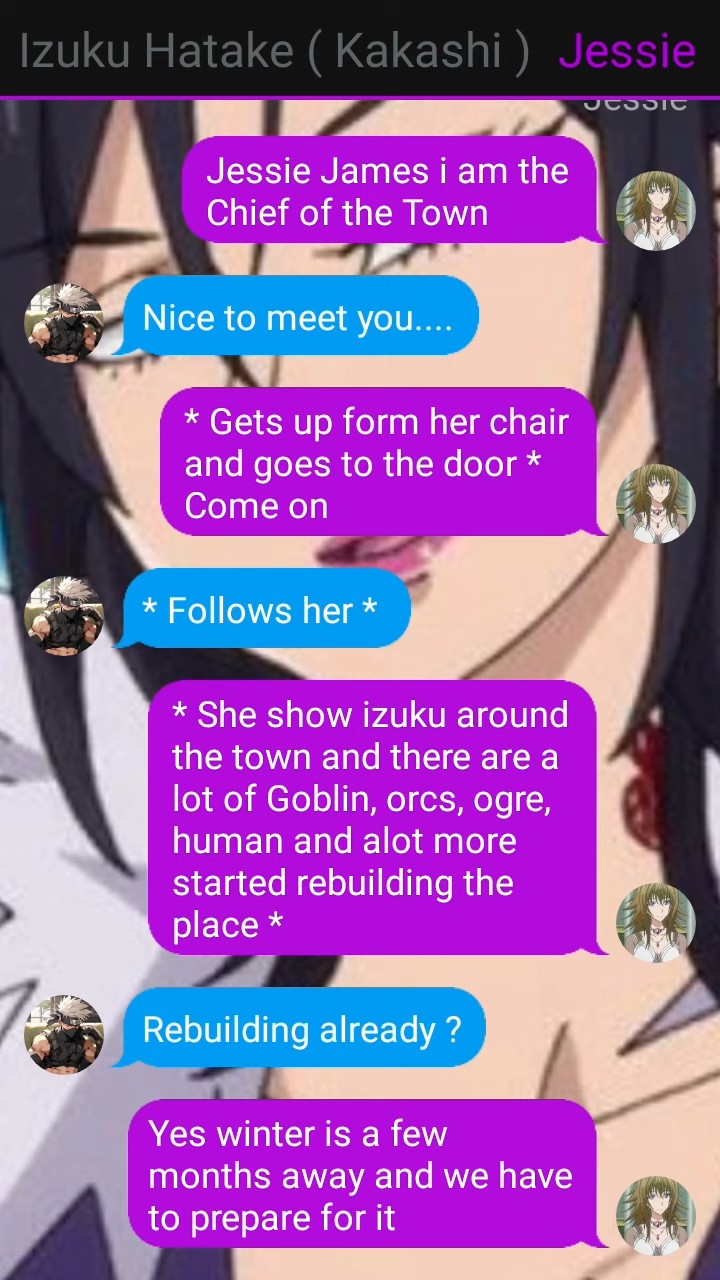 Izuku Hatake ( Kakashi ) Jessie
Jessie
Jessie James i am the
Chief of the Town
Nice to meet you....
* Gets up form her chair
and goes to the door *
Come on
* Follows her *
* She show izuku around
the town and there are a
lot of Goblin, orcs, ogre,
human and alot more
started rebuilding the
place *
Rebuilding already ?
Yes winter is a few
months away and we have
to prepare for it